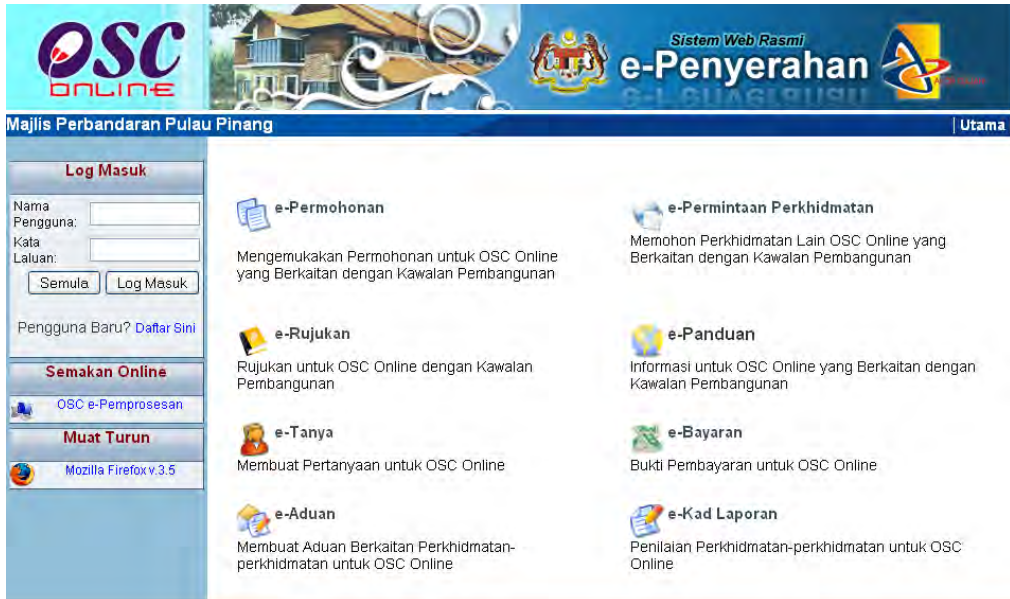 OSC
ONLINE
Sistem Web Rasmi
e-Penyerahan
Majlis Perbandaran Pulau Pinang
| Utama
Log Masuk
Nama
Pengguna:
Kata
Laluan:
Semula
Log Masuk
Pengguna Baru? Daftar Sini
Semakan Online
OSC e-Pemprosesan
Muat Turun
Mozilla Firefox v.3.5
e-Permohonan
Mengemukakan Permohonan untuk OSC Online
yang Berkaitan dengan Kawalan Pembangunan
e-Permintaan Perkhidmatan
Memohon Perkhidmatan Lain OSC Online yang
Berkaitan dengan Kawalan Pembangunan
e-Rujukan
Rujukan untuk OSC Online dengan Kawalan
Pembangunan
e-Panduan
Informasi untuk OSC Online yang Berkaitan dengan
Kawalan Pembangunan
e-Tanya
Membuat Pertanyaan untuk OSC Online
e-Bayaran
Bukti Pembayaran untuk OSC Online
e-Aduan
Membuat Aduan Berkaitan Perkhidmatan-
perkhidmatan untuk OSC Online
e-Kad Laporan
Penilaian Perkhidmatan-perkhidmatan untuk OSC
Online